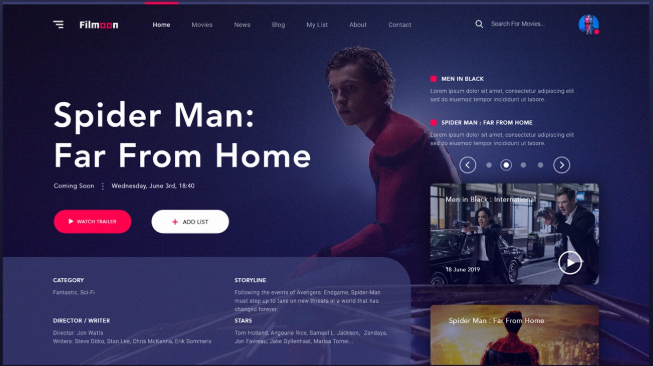 Filmoon
Home
Movies
News
Blog
My List
About
Contact
Search For Movies...
Spider Man:
Far From Home
Coming Soon
Wednesday, June 3rd, 18:40
WATCH TRAILER
ADD LIST
MEN IN BLACK
Lorem ipsum dolor sit amet, consectetur adipiscing elit
sed do eiusmod tempor incididunt ut labore.
SPIDER MAN : FAR FROM HOME
Lorem ipsum dolor sit amet, consectetur adipiscing elit
sed do eiusmod tempor incididunt ut labore.
Men in Black : International
18 June 2019
Spider Man : Far From Home
CATEGORY
Fantastic, Sci-Fi
STORYLINE
Following the events of Avengers: Endgame, Spider-Man
must step up to take on new threats in a world that has
changed forever.
DIRECTOR / WRITER
Director: Jon Watts
Writers: Steve Ditko, Stan Lee, Chris McKenna, Erik Sommers
STARS
Tom Holland, Angourie Rice, Samuel L. Jackson, Zendaya,
Jon Favreau, Jake Gyllenhaal, Marisa Tomei...